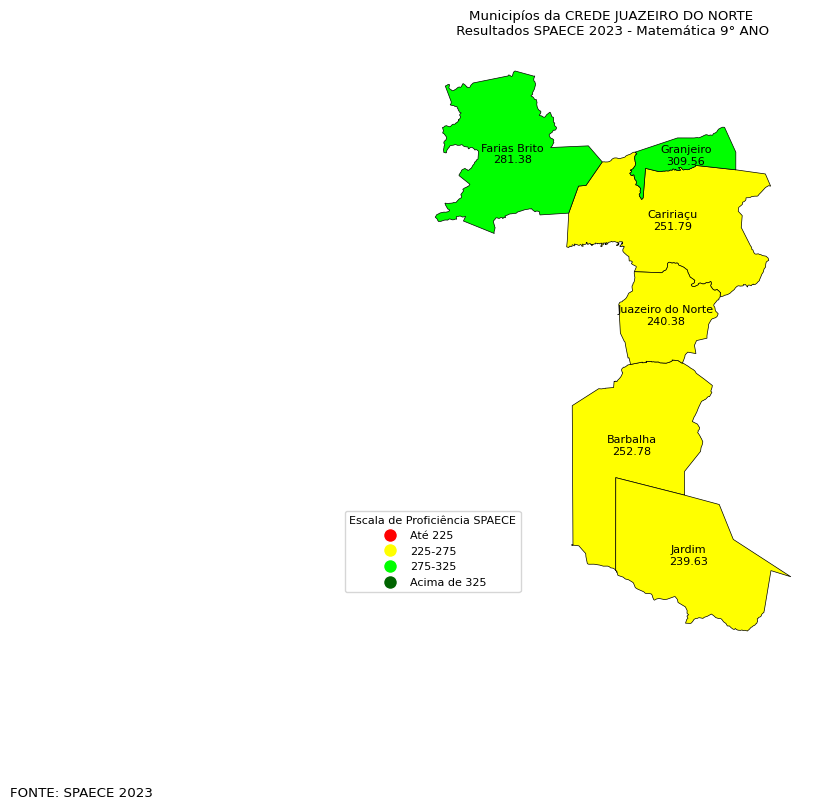 Municipíos da CREDE JUAZEIRO DO NORTE
Resultados SPAECE 2023 - Matemática 9° ANO
Farias Brito
281.38
Granjeiro
309.56
Caririaçu
251.79
Juazeiro do Norte
240.38
Barbalha
252.78
Jardim
239.63
Escala de Proficiência SPAECE
Até 225
225-275
275-325
Acima de 325
FONTE: SPAECE 2023